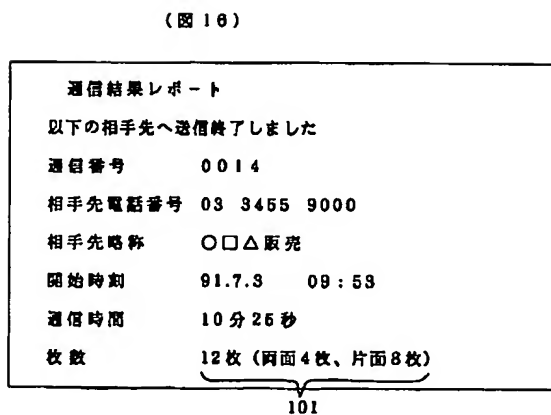 (図16)
通信結果レポート
以下の相手先へ送信終了しました
通信番号 0014
相手先電話番号 03 3455 9000
相手先略称 〇□△販売
開始時刻 91.7.3 09:53
通信時間 10分25秒
枚数 12枚(両面4枚、片面8枚)
101